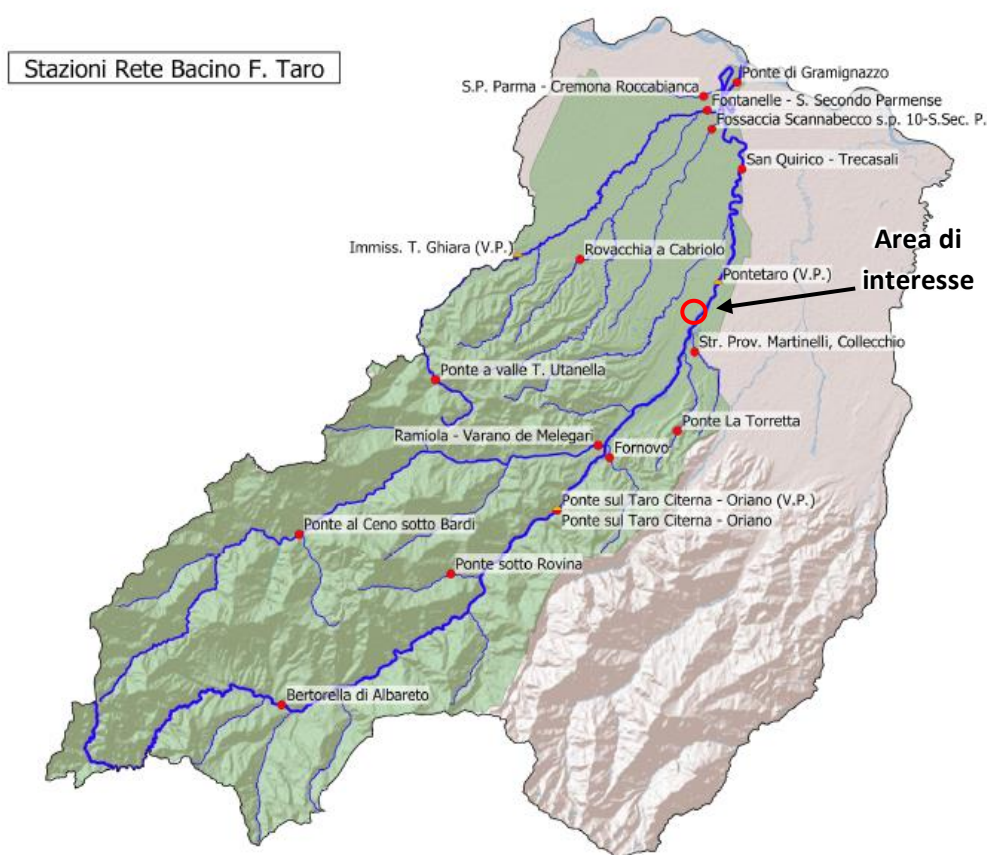 Stazioni Rete Bacino F. Taro
Ponte di Gramignazzo
S.P. Parma - Cremona Roccabianca
Fontanelle - S. Secondo Parmense
Fossaccia Scannabecco s.p. 10-S.Sec. P.
San Quirico - Trecasali
Area di
interesse
Immiss. T. Ghiara (V.P.)
Rovacchia a Cabriolo
Pontetaro (V.P.)
Str. Prov. Martinelli, Collecchio
Ponte a valle T. Utanella
Ponte La Torretta
Ramiola - Varano de Melegari
Fornovo
Ponte sul Taro Citerna - Oriano (V.P.)
Ponte sul Taro Citerna - Oriano
Ponte al Ceno sotto Bardi
Ponte sotto Rovina
Bertorella di Albareto